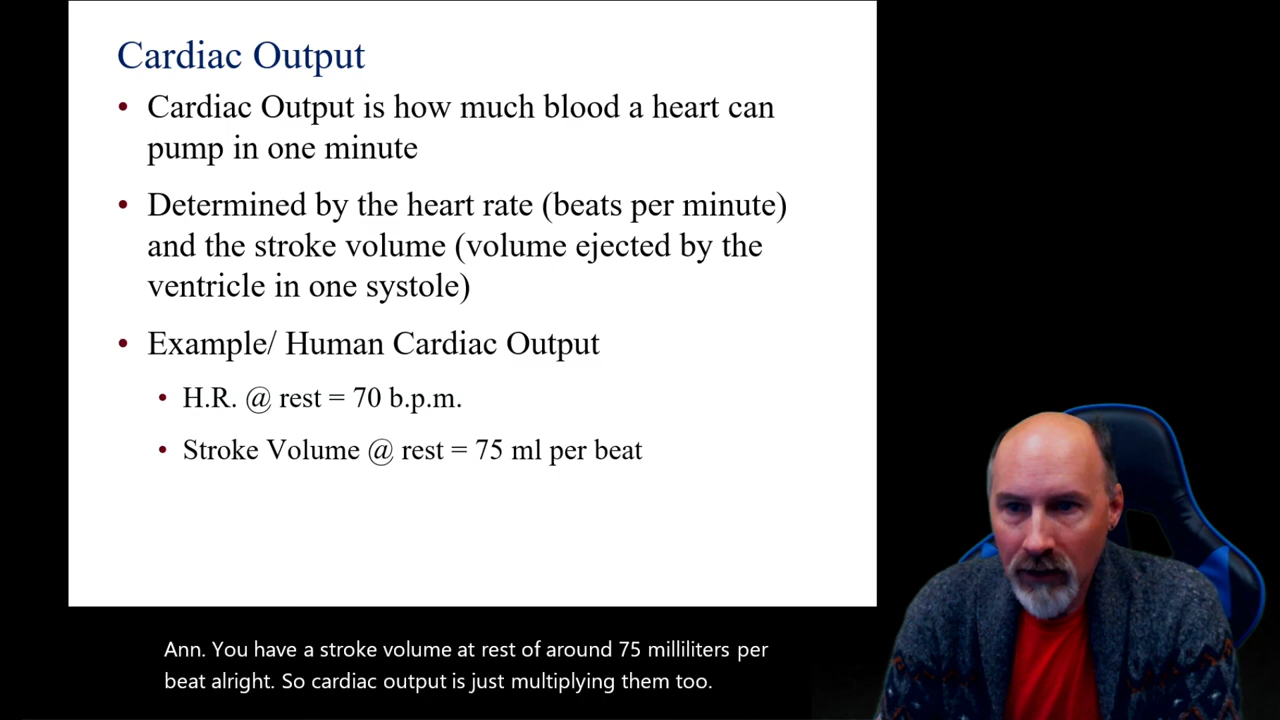 Cardiac Output
• Cardiac Output is how much blood a heart can
pump in one minute
• Determined by the heart rate (beats per minute)
and the stroke volume (volume ejected by the
ventricle in one systole)
• Example/ Human Cardiac Output
• H.R. @ rest = 70 b.p.m.
• Stroke Volume @ rest = 75 ml per beat
Ann. You have a stroke volume at rest of around 75 milliliters per
beat alright. So cardiac output is just multiplying them too.